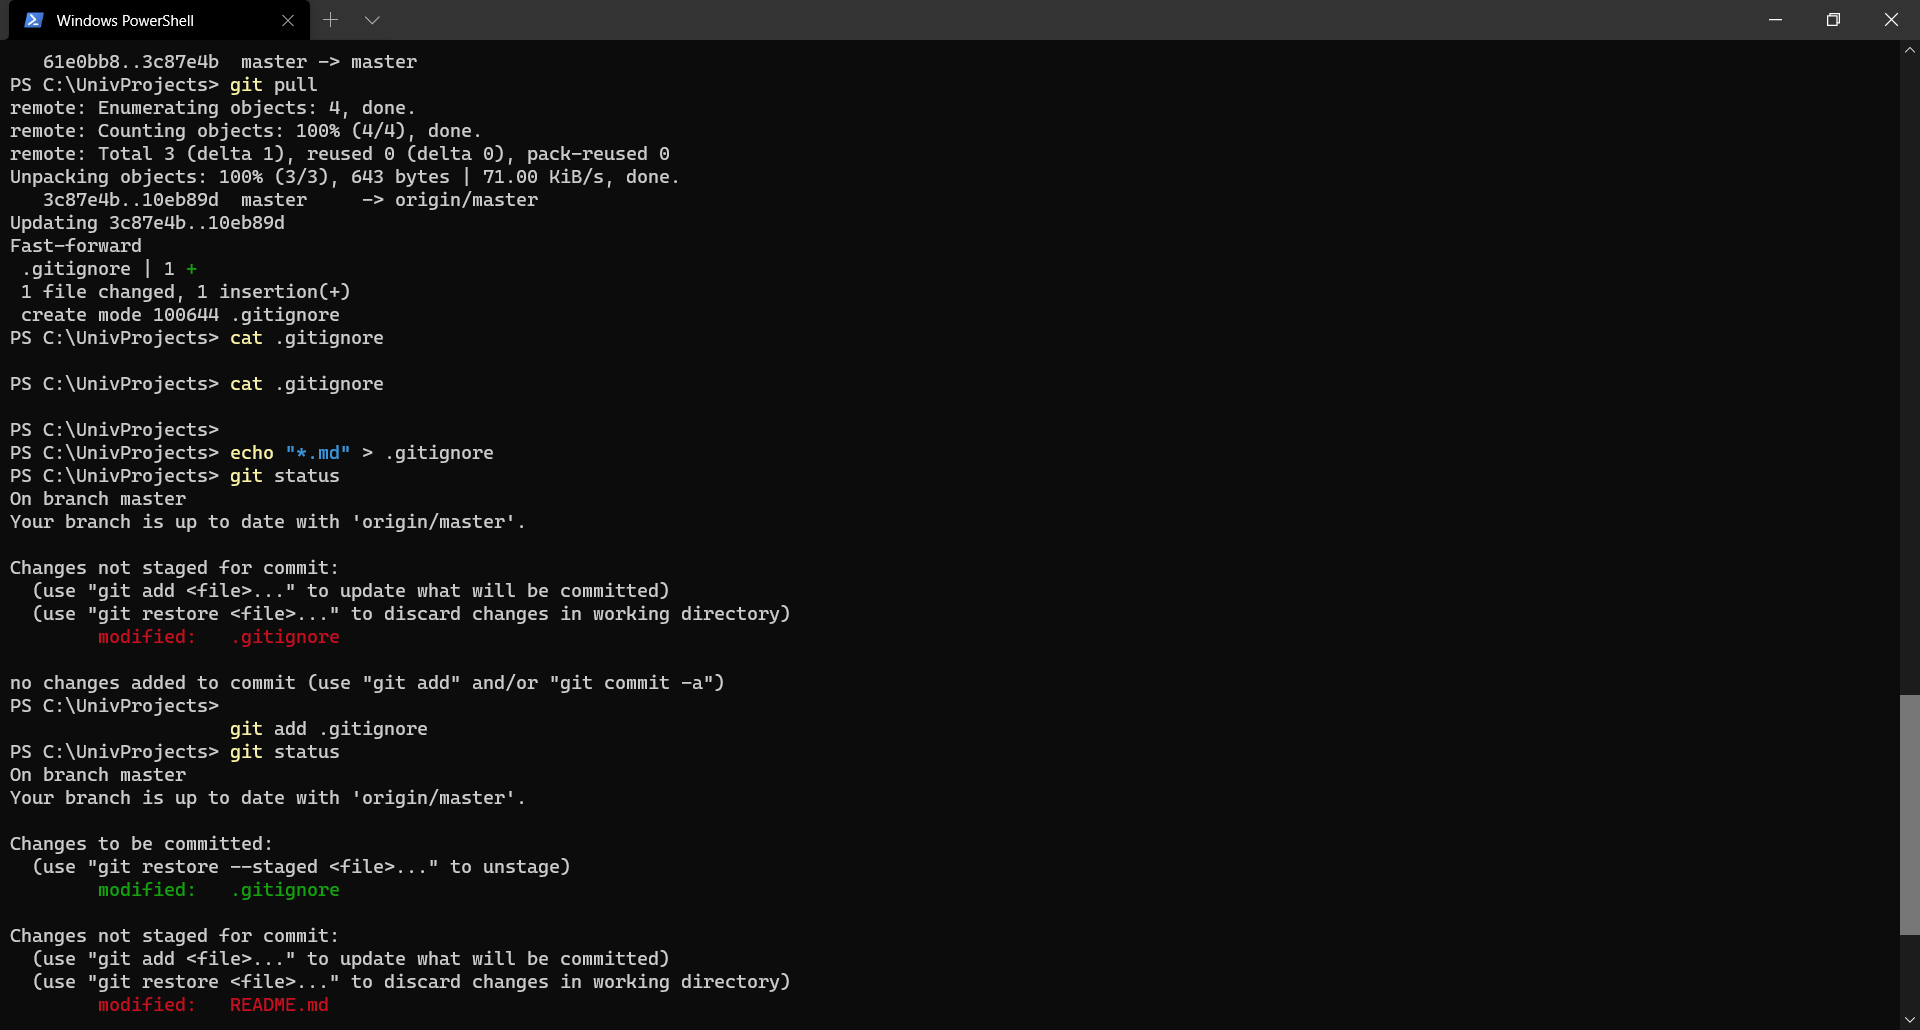 Windows PowerShell
   61e0bb8..3c87e4b  master -> master
PS C:\UnivProjects> git pull
remote: Enumerating objects: 4, done.
remote: Counting objects: 100% (4/4), done.
remote: Total 3 (delta 1), reused 0 (delta 0), pack-reused 0
Unpacking objects: 100% (3/3), 643 bytes | 71.00 KiB/s, done.
   3c87e4b..10eb89d  master     -> origin/master
Updating 3c87e4b..10eb89d
Fast-forward
 .gitignore | 1 +
 1 file changed, 1 insertion(+)
 create mode 100644 .gitignore
PS C:\UnivProjects> cat .gitignore
PS C:\UnivProjects> cat .gitignore
PS C:\UnivProjects>
PS C:\UnivProjects> echo "*.md" > .gitignore
PS C:\UnivProjects> git status
On branch master
Your branch is up to date with 'origin/master'.
Changes not staged for commit:
  (use "git add <file>..." to update what will be committed)
  (use "git restore <file>..." to discard changes in working directory)
        modified:   .gitignore
no changes added to commit (use "git add" and/or "git commit -a")
PS C:\UnivProjects>
                    git add .gitignore
PS C:\UnivProjects> git status
On branch master
Your branch is up to date with 'origin/master'.
Changes to be committed:
  (use "git restore --staged <file>..." to unstage)
        modified:   .gitignore
Changes not staged for commit:
  (use "git add <file>..." to update what will be committed)
  (use "git restore <file>..." to discard changes in working directory)
        modified:   README.md